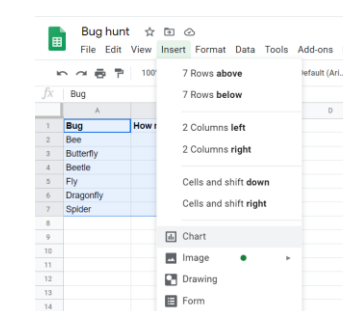 Bug hunt
File Edit View Insert Format Data Tools Add-ons
100
7 Rows above
efault (Ari...
7 Rows below
fx Bug
A D
2 Columns left
1 Bug How
2 Bee
2 Columns right
3 Butterfly
4 Beetle
5 Fly
Cells and shift down
6 Dragonfly
Cells and shift right
7 Spider
8
9 Chart
10
11 Image
12 Drawing
13 Form
14